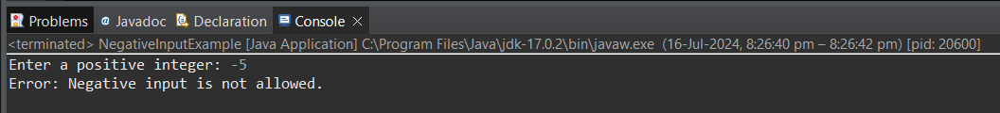 Problems @ Javadoc Declaration Console
<terminated> NegativeInputExample [Java Application] C:\Program Files\Java\jdk-17.0.2\bin\javaw.exe (16-Jul-2024, 8:26:40 pm – 8:26:42 pm) [pid: 20600]
Enter a positive integer: -5
Error: Negative input is not allowed.